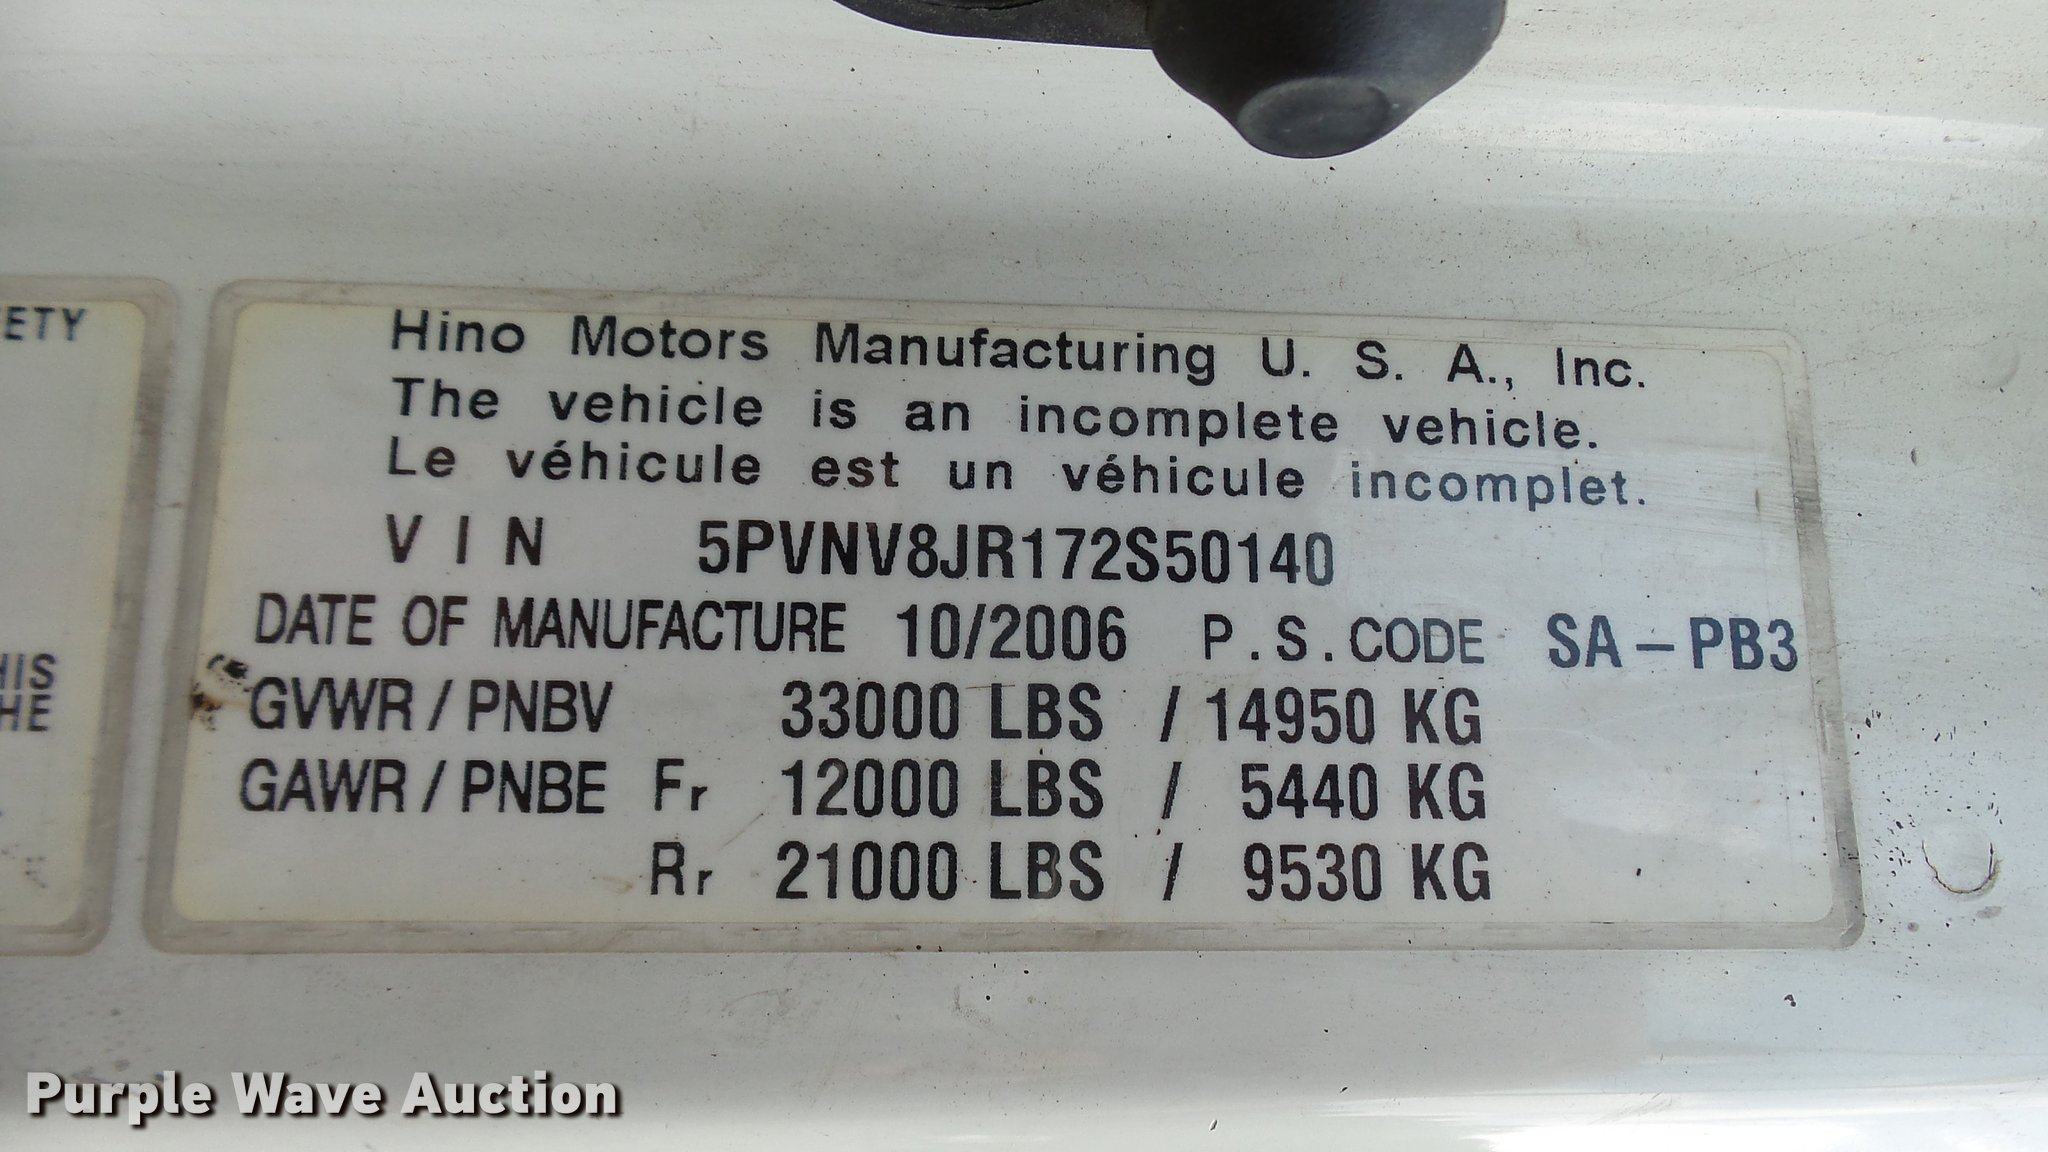 ETY
HIS
HE
Hino Motors Manufacturing U. S. A., Inc.
The vehicle is an incomplete vehicle.
Le véhicule est un véhicule incomplet.
VIN 5PVNV8JR172S50140
DATE OF MANUFACTURE 10/2006 P.S.CODE SA-PB3
GVWR / PNBV 33000 LBS / 14950 KG
GAWR / PNBE Fr 12000 LBS / 5440 KG
Rr 21000 LBS / 9530 KG
Purple Wave Auction